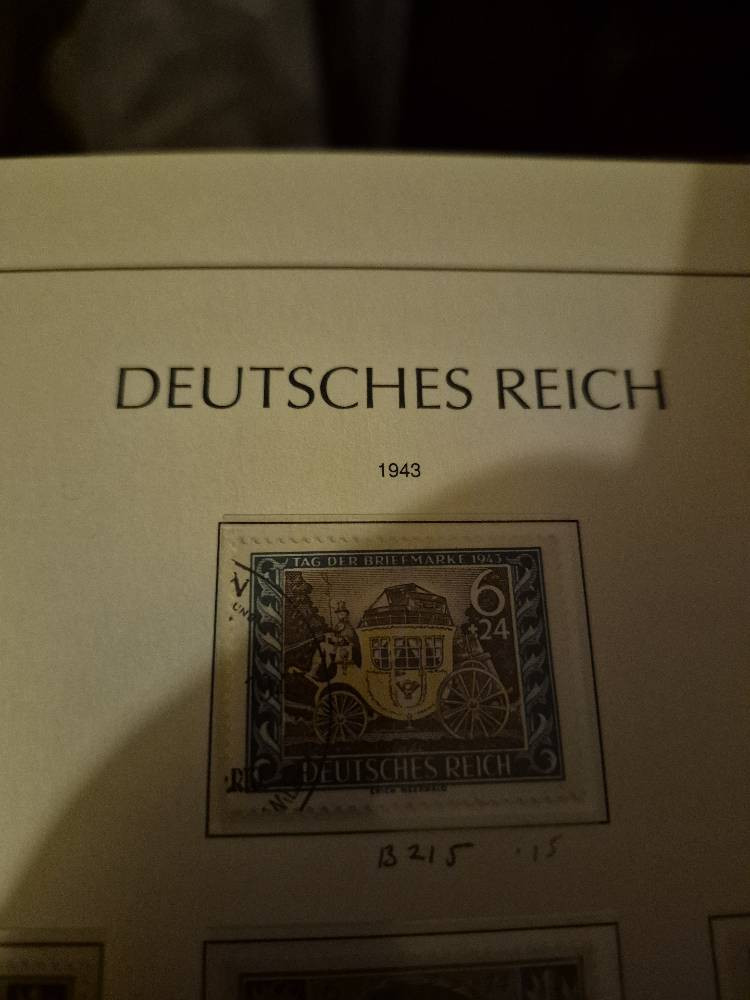 DEUTSCHES REICH
1943
TAG DER BRIEFMARKE 1943
6
+24
DEUTSCHES REICH
B215 .15